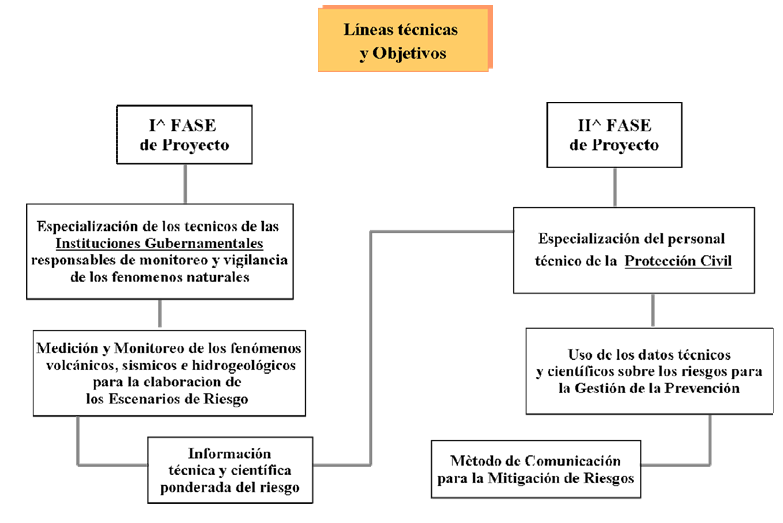 Líneas técnicas
y Objetivos
I^ FASE
de Proyecto
Especialización de los tecnicos de las
Instituciones Gubernamentales
responsables de monitoreo y vigilancia
de los fenomenos naturales
Medición y Monitoreo de los fenómenos
volcánicos, sísmicos e hidrogeológicos
para la elaboracion de
los Escenarios de Riesgo
Información
técnica y científica
ponderada del riesgo
II^ FASE
de Proyecto
Especialización del personal
técnico de la Protección Civil
Uso de los datos técnicos
y científicos sobre los riesgos para
la Gestión de la Prevención
Mètodo de Comunicación
para la Mitigación de Riesgos